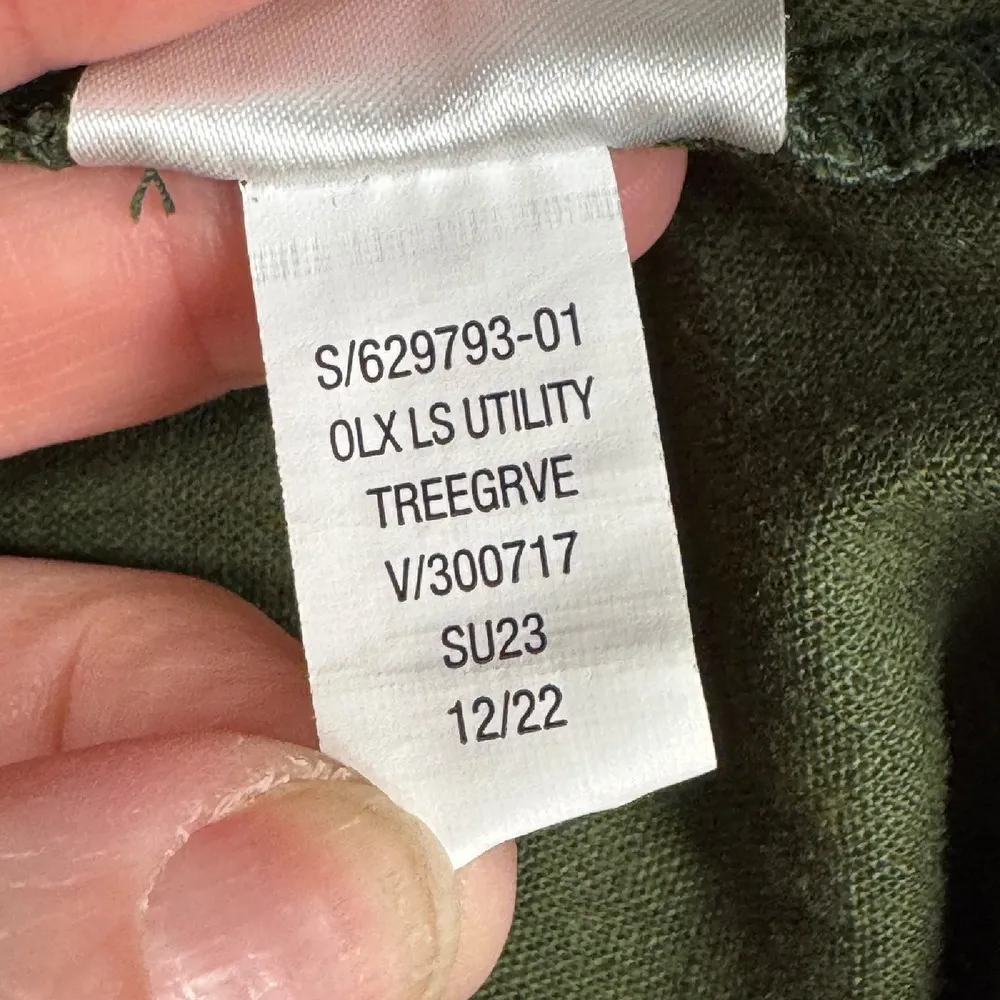 S/629793-01
OLX LS UTILITY
TREEGRVE
V/300717
SU23
12/22